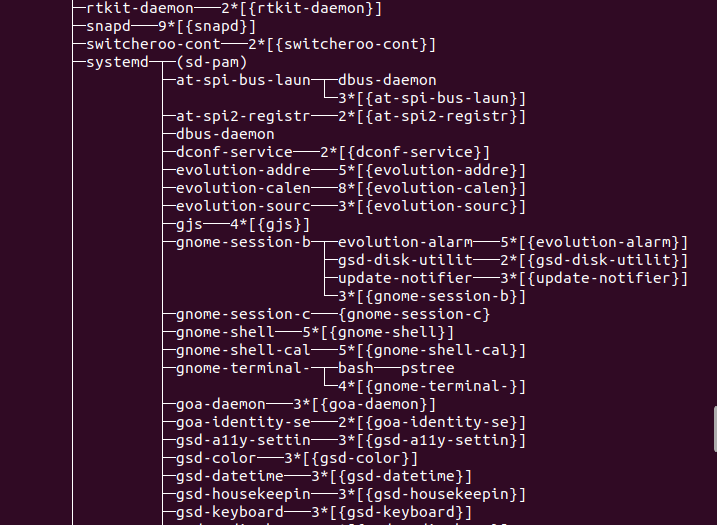 ├─rtkit-daemon───2*[{rtkit-daemon}]
├─snapd───9*[{snapd}]
├─switcheroo-cont───2*[{switcheroo-cont}]
├─systemd─┬─(sd-pam)
│         ├─at-spi-bus-laun─┬─dbus-daemon
│         │                 └─3*[{at-spi-bus-laun}]
│         ├─at-spi2-registr───2*[{at-spi2-registr}]
│         ├─dbus-daemon
│         ├─dconf-service───2*[{dconf-service}]
│         ├─evolution-addre───5*[{evolution-addre}]
│         ├─evolution-calen───8*[{evolution-calen}]
│         ├─evolution-sourc───3*[{evolution-sourc}]
│         ├─gjs───4*[{gjs}]
│         ├─gnome-session-b─┬─evolution-alarm───5*[{evolution-alarm}]
│         │                 ├─gsd-disk-utilit───2*[{gsd-disk-utilit}]
│         │                 ├─update-notifier───3*[{update-notifier}]
│         │                 └─3*[{gnome-session-b}]
│         ├─gnome-session-c───{gnome-session-c}
│         ├─gnome-shell───5*[{gnome-shell}]
│         ├─gnome-shell-cal───5*[{gnome-shell-cal}]
│         ├─gnome-terminal-─┬─bash───pstree
│         │                 └─4*[{gnome-terminal-}]
│         ├─goa-daemon───3*[{goa-daemon}]
│         ├─goa-identity-se───2*[{goa-identity-se}]
│         ├─gsd-a11y-settin───3*[{gsd-a11y-settin}]
│         ├─gsd-color───3*[{gsd-color}]
│         ├─gsd-datetime───3*[{gsd-datetime}]
│         ├─gsd-housekeepin───3*[{gsd-housekeepin}]
│         ├─gsd-keyboard───3*[{gsd-keyboard}]